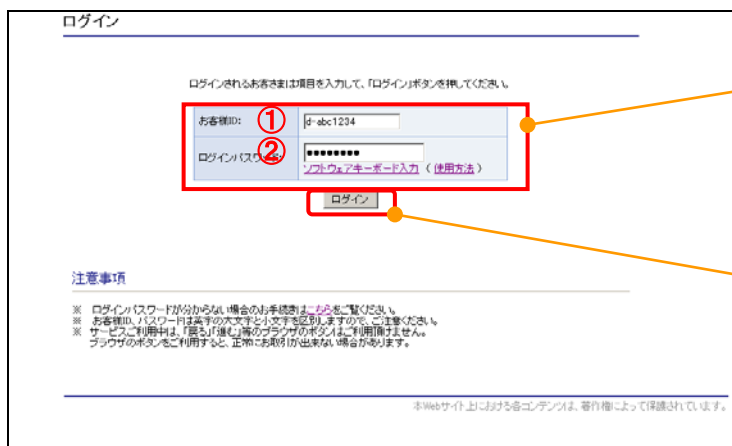 ログイン
ログインされるお客さまは項目を入力して、「ログイン」ボタンを押してください。
お客様ID: ① d-abc1234
ログインパスワード: ② ••••••••
ソフトウェアキーボード入力 ( 使用方法 )
ログイン
注意事項
※ ログインパスワードが分からない場合のお手続きはこちらをご覧ください。
※ お客様ID、パスワードは英字の大文字と小文字を区別しますので、ご注意ください。
※ サービスご利用中は、「戻る」「進む」等のブラウザのボタンはご利用頂けません。
ブラウザのボタンをご利用すると、正常にお取引が出来ない場合があります。
本Webサイト上における各コンテンツは、著作権によって保護されています。